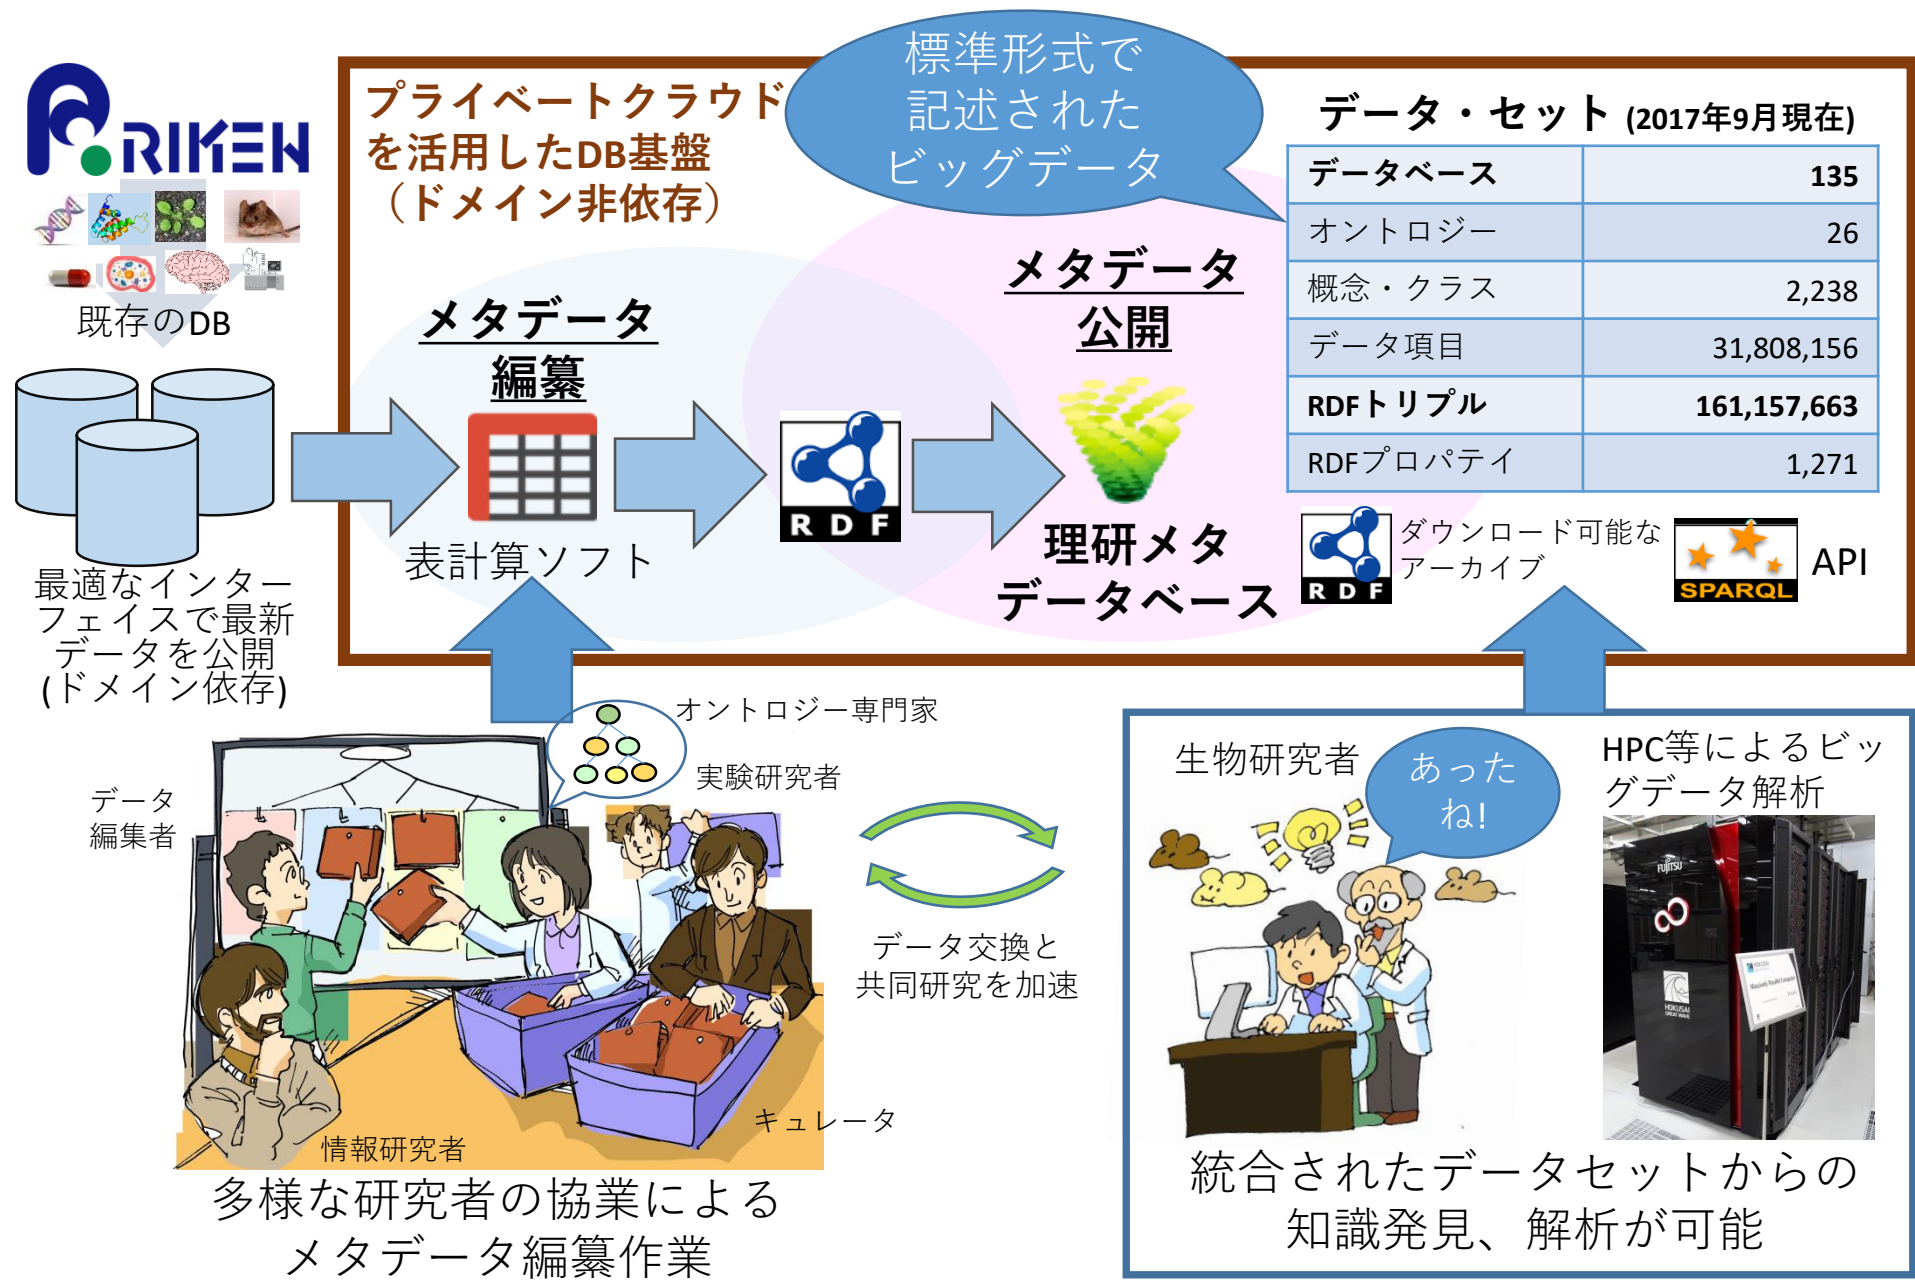 RIKEN
既存のDB
最適なインター
フェイスで最新
データを公開
(ドメイン依存)
プライベートクラウド
を活用したDB基盤
（ドメイン非依存）
標準形式で
記述された
ビッグデータ
メタデータ
編纂
表計算ソフト
RDF
メタデータ
公開
理研メタ
データベース
データ・セット (2017年9月現在)
データベース 135
オントロジー 26
概念・クラス 2,238
データ項目 31,808,156
RDFトリプル 161,157,663
RDFプロパテイ 1,271
RDF
ダウンロード可能な
アーカイブ
SPARQL
API
オントロジー専門家
実験研究者
データ
編集者
情報研究者
キュレータ
多様な研究者の協業による
メタデータ編纂作業
データ交換と
共同研究を加速
生物研究者
あった
ね!
HPC等によるビッ
グデータ解析
FUJITSU
HOKUSAI
GREAT WAVE
HOKUSAI
Massively Parallel Computer
統合されたデータセットからの
知識発見、解析が可能